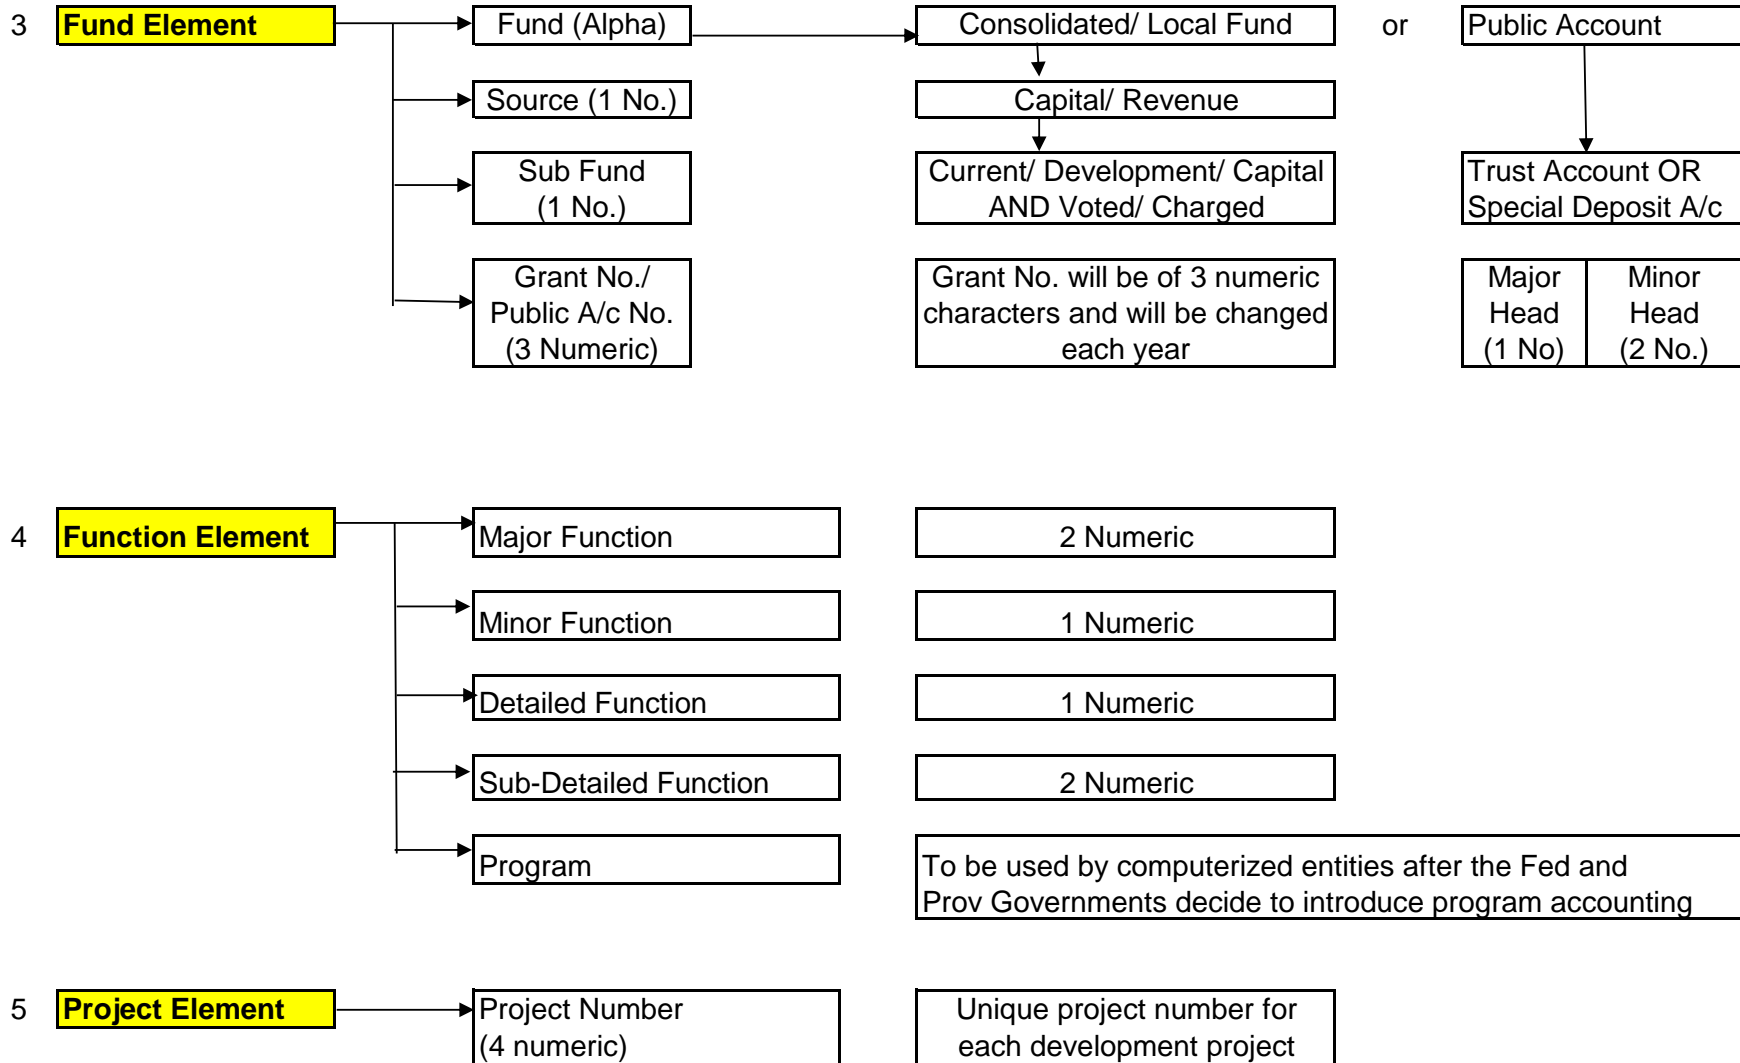 3 Fund Element Fund (Alpha) Consolidated/ Local Fund or Public Account
Source (1 No.) Capital/ Revenue
Sub Fund Current/ Development/ Capital Trust Account OR
(1 No.) AND Voted/ Charged Special Deposit A/c
Grant No./ Grant No. will be of 3 numeric Major Minor
Public A/c No. characters and will be changed Head Head
(3 Numeric) each year (1 No) (2 No.)
4 Function Element Major Function 2 Numeric
Minor Function 1 Numeric
Detailed Function 1 Numeric
Sub-Detailed Function 2 Numeric
Program To be used by computerized entities after the Fed and
Prov Governments decide to introduce program accounting
5 Project Element Project Number Unique project number for
(4 numeric) each development project